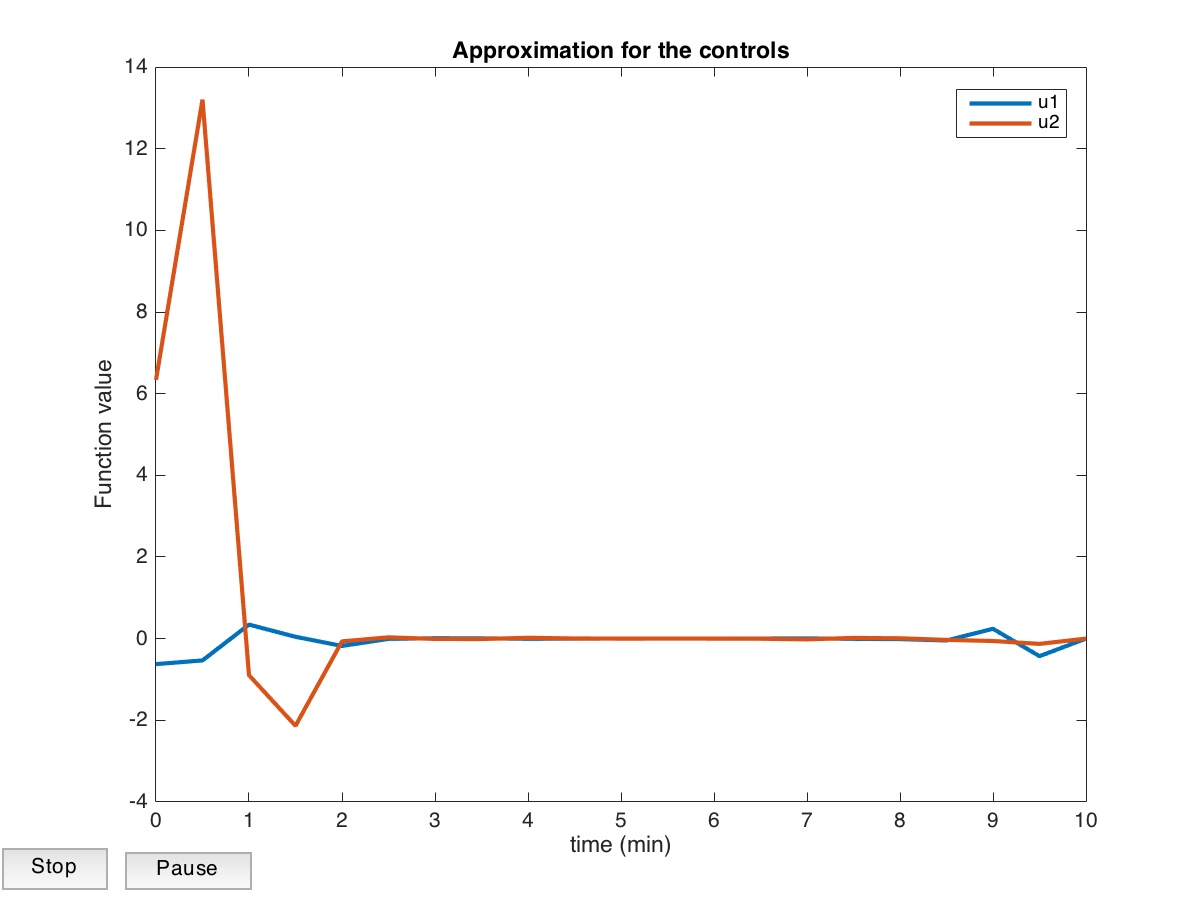 Approximation for the controls
14
12
10
8
6
4
2
0
-2
-4
Function value
u1
u2
0 1 2 3 4 5 6 7 8 9 10
time (min)
Stop Pause